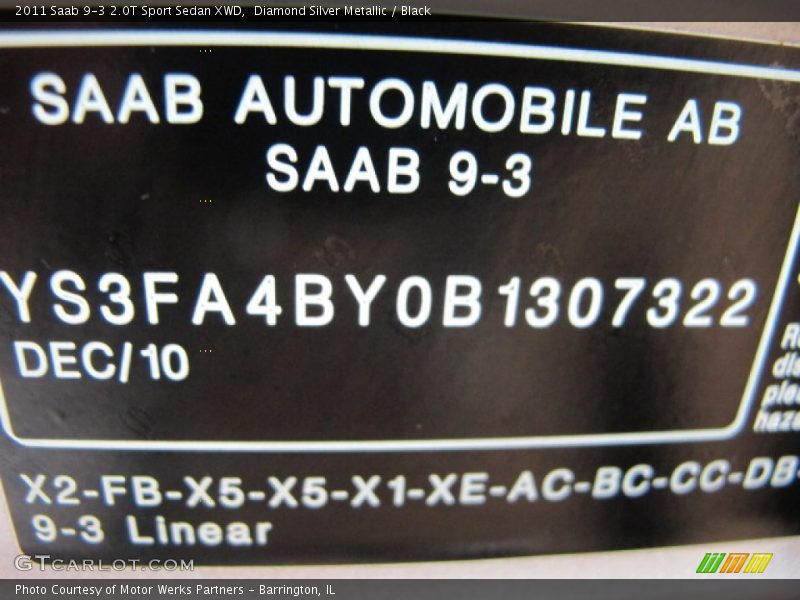 2011 Saab 9-3 2.0T Sport Sedan XWD, Diamond Silver Metallic / Black
SAAB AUTOMOBILE AB
SAAB 9-3
YS3FA4BY0B1307322
DEC/10
X2-FB-X5-X5-X1-XE-AC-BC-CC-DB-
9-3 Linear
GTCARLOT.COM
Photo Courtesy of Motor Werks Partners - Barrington, IL